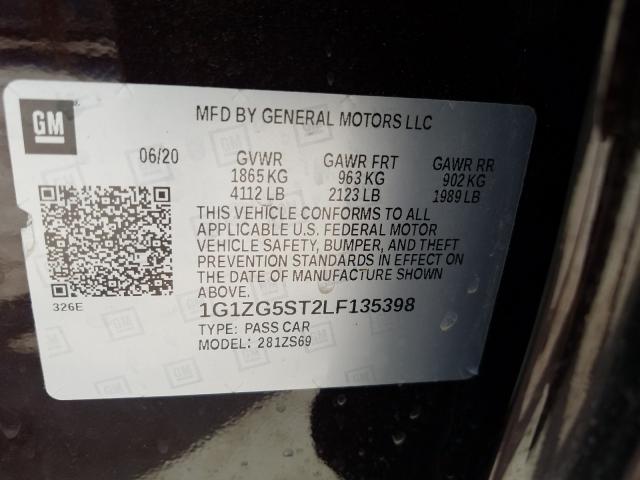 GM
MFD BY GENERAL MOTORS LLC
06/20 GVWR GAWR FRT GAWR RR
1865 KG 963 KG 902 KG
4112 LB 2123 LB 1989 LB
THIS VEHICLE CONFORMS TO ALL
APPLICABLE U.S. FEDERAL MOTOR
VEHICLE SAFETY, BUMPER, AND THEFT
PREVENTION STANDARDS IN EFFECT ON
THE DATE OF MANUFACTURE SHOWN
ABOVE.
326E
1G1ZG5ST2LF135398
TYPE: PASS CAR
MODEL: 281ZS69